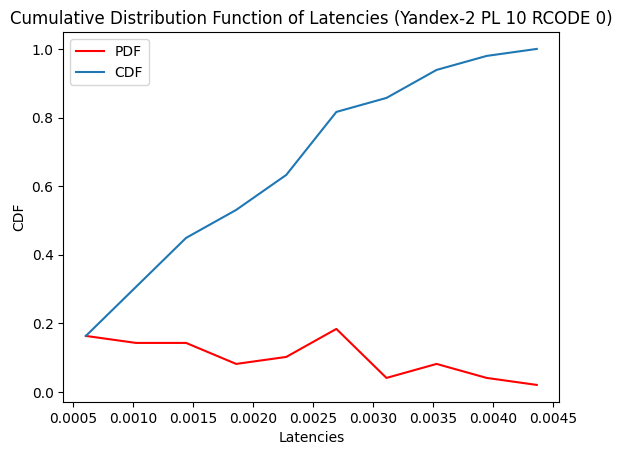 Cumulative Distribution Function of Latencies (Yandex-2 PL 10 RCODE 0)
PDF
CDF
1.0
0.8
0.6
0.4
0.2
0.0
CDF
0.0005 0.0010 0.0015 0.0020 0.0025 0.0030 0.0035 0.0040 0.0045
Latencies